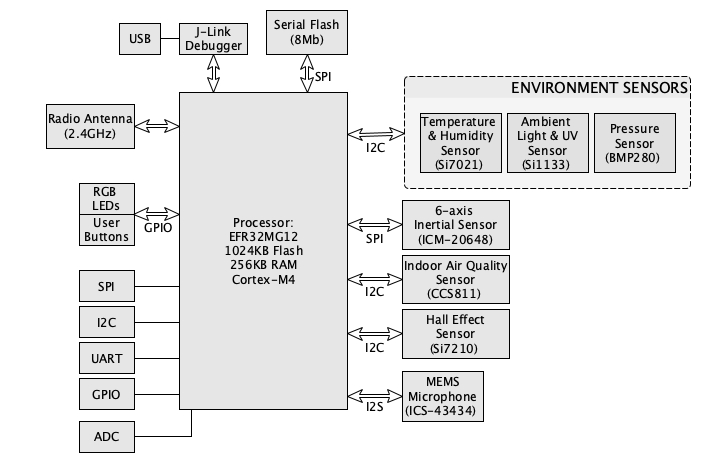 USB
J-Link
Debugger
Serial Flash
(8Mb)
SPI
ENVIRONMENT SENSORS
Radio Antenna
(2.4GHz)
I2C
Temperature
& Humidity
Sensor
(Si7021)
Ambient
Light & UV
Sensor
(Si1133)
Pressure
Sensor
(BMP280)
RGB
LEDs
User
Buttons
GPIO
Processor:
EFR32MG12
1024KB Flash
256KB RAM
Cortex-M4
SPI
6-axis
Inertial Sensor
(ICM-20648)
I2C
Indoor Air Quality
Sensor
(CCS811)
I2C
Hall Effect
Sensor
(Si7210)
I2S
MEMS
Microphone
(ICS-43434)
SPI
I2C
UART
GPIO
ADC